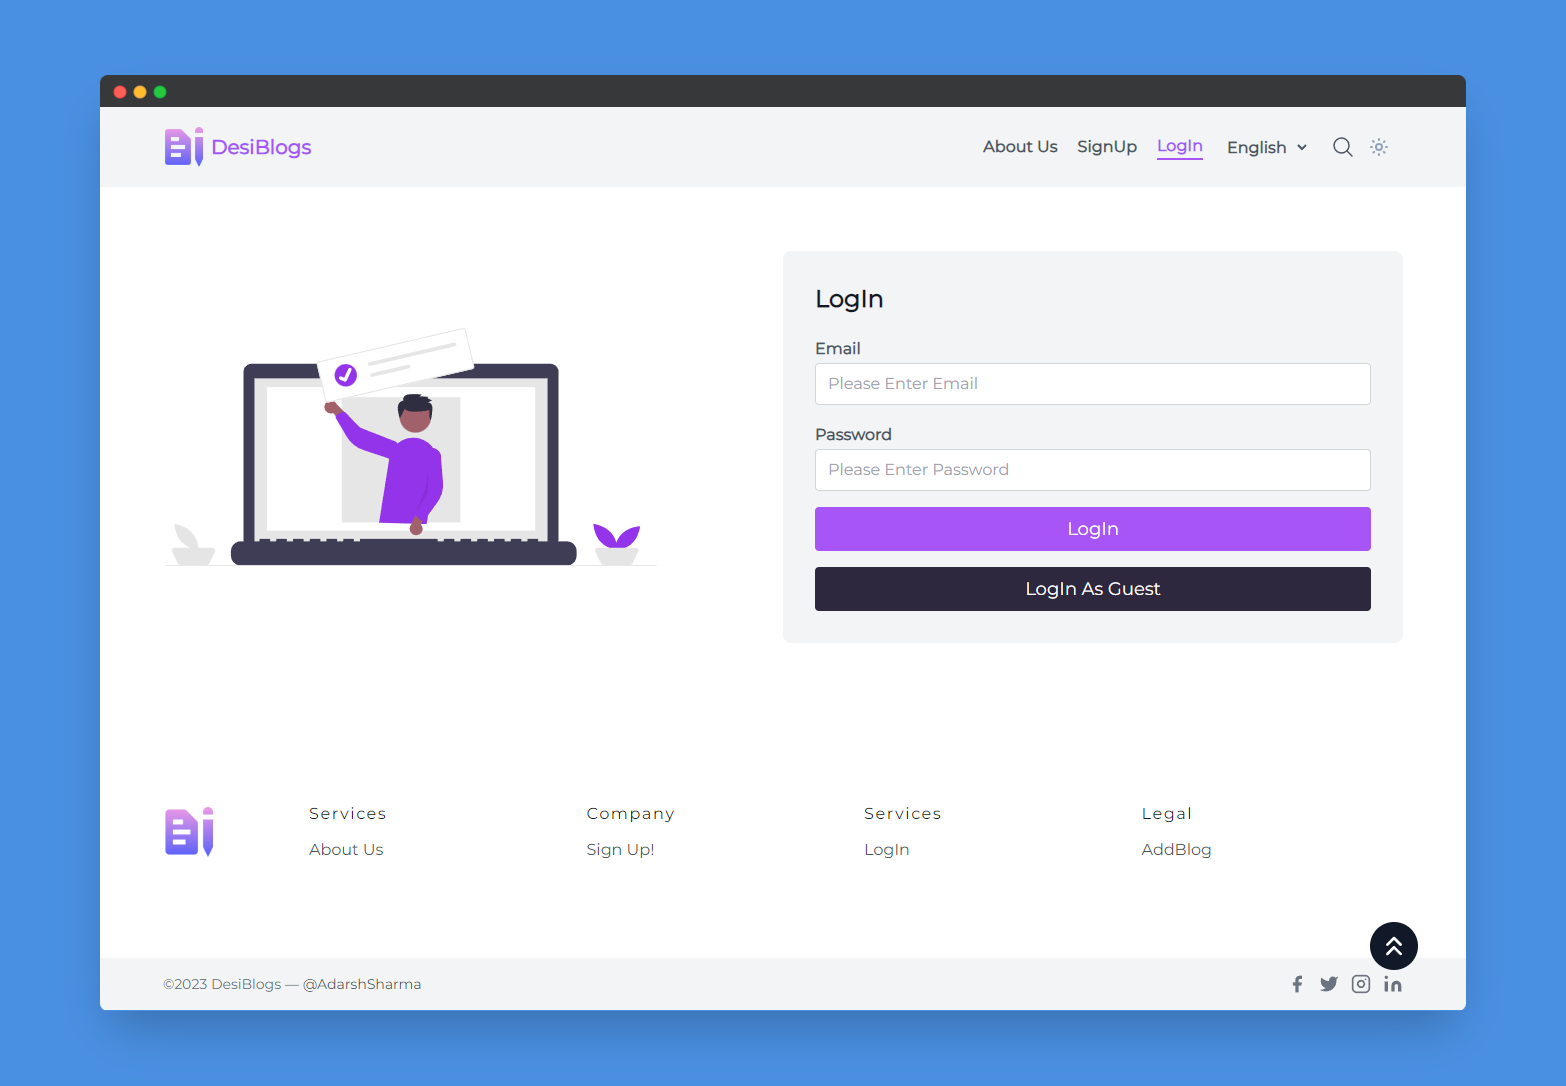 DesiBlogs
About Us SignUp LogIn English
LogIn
Email
Please Enter Email
Password
Please Enter Password
LogIn
LogIn As Guest
Services Company Services Legal
About Us Sign Up! LogIn AddBlog
©2023 DesiBlogs — @AdarshSharma